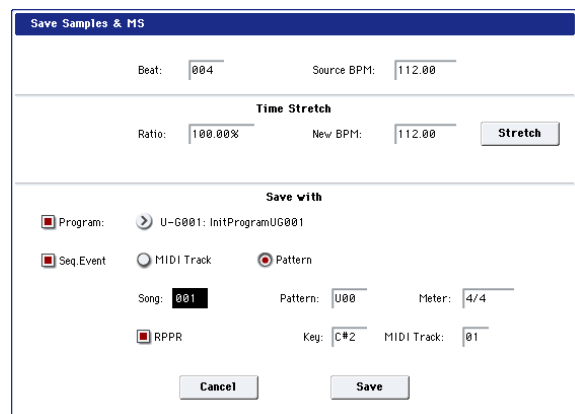 Save Samples & MS
Beat: 004 Source BPM: 112.00
Time Stretch
Ratio: 100.00% New BPM: 112.00 Stretch
Save with
Program: U-G001: InitProgramUG001
Seq.Event MIDI Track Pattern
Song: 001 Pattern: U00 Meter: 4/4
RPPR Key: C#2 MIDI Track: 01
Cancel Save